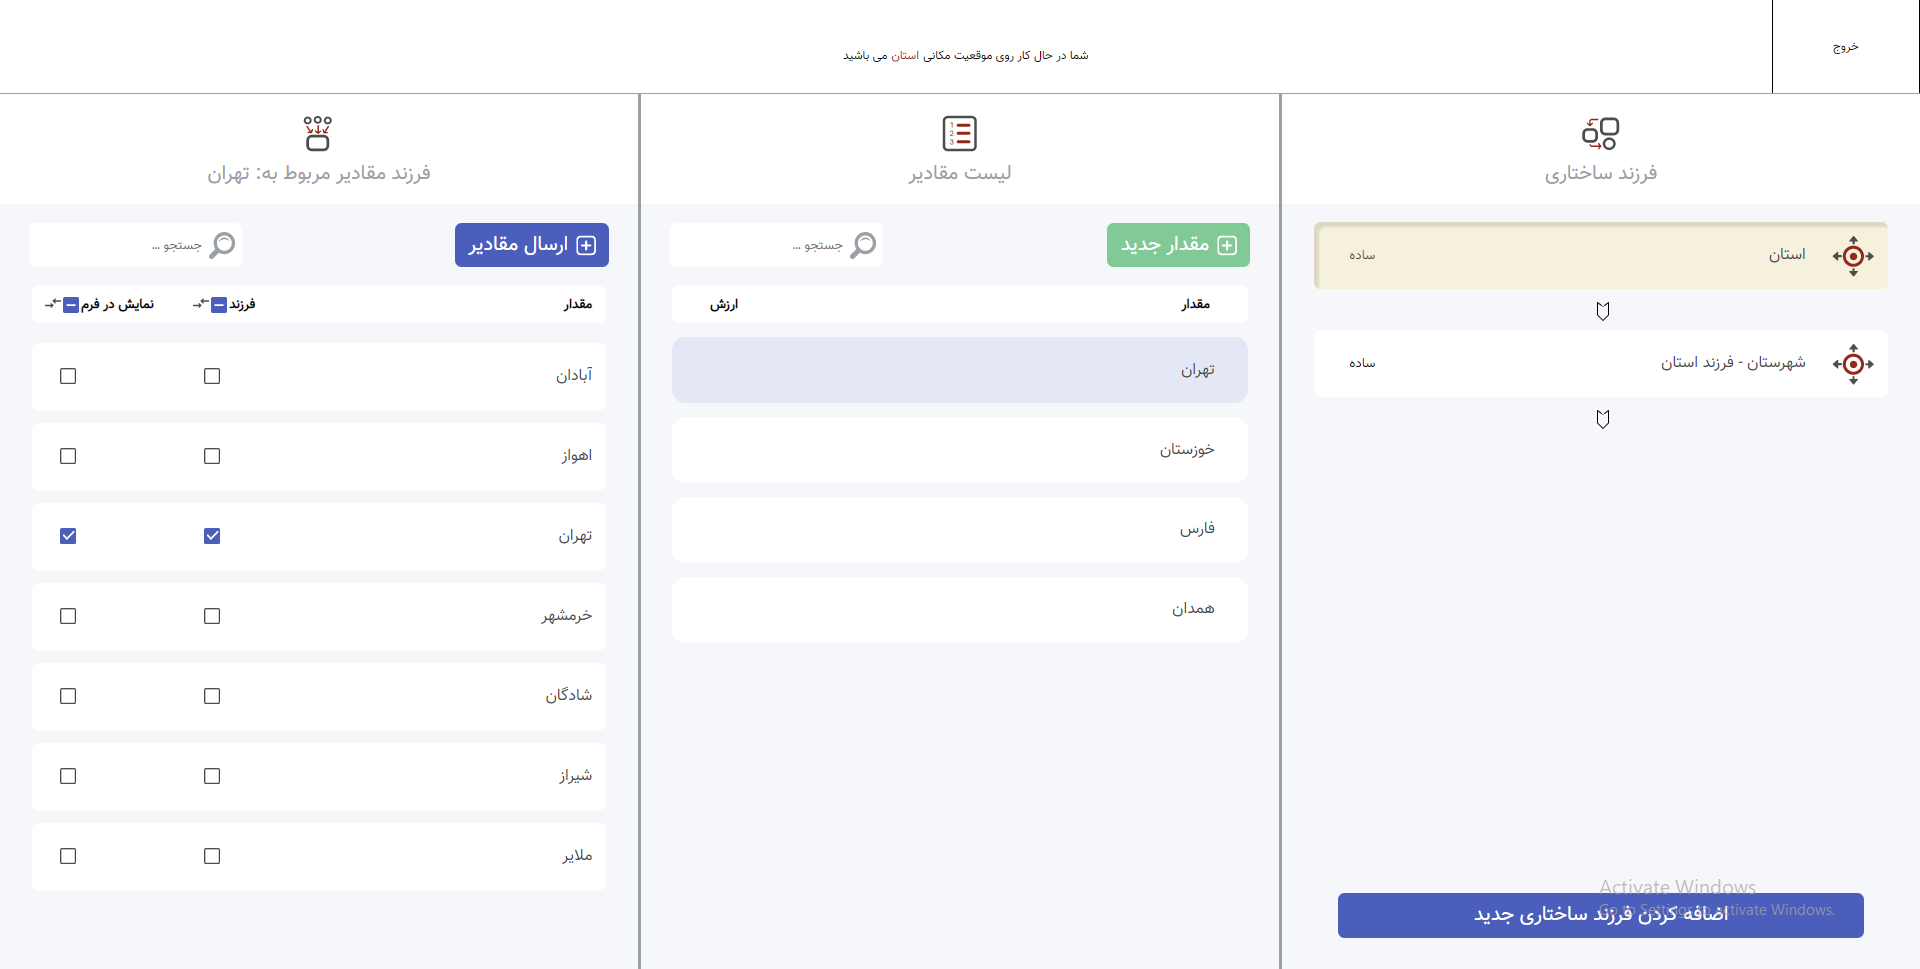 خروج
شما در حال کار روی موقعیت مکانی استان می باشید
فرزند ساختاری
استان
ساده
شهرستان - فرزند استان
ساده
اضافه کردن فرزند ساختاری جدید
Activate Windows
Go to Settings to activate Windows.
لیست مقادیر
مقدار جدید
جستجو ...
مقدار
ارزش
تهران
خوزستان
فارس
همدان
فرزند مقادیر مربوط به: تهران
ارسال مقادیر
جستجو ...
مقدار
فرزند
نمایش در فرم
آبادان
اهواز
تهران
خرمشهر
شادگان
شیراز
ملایر